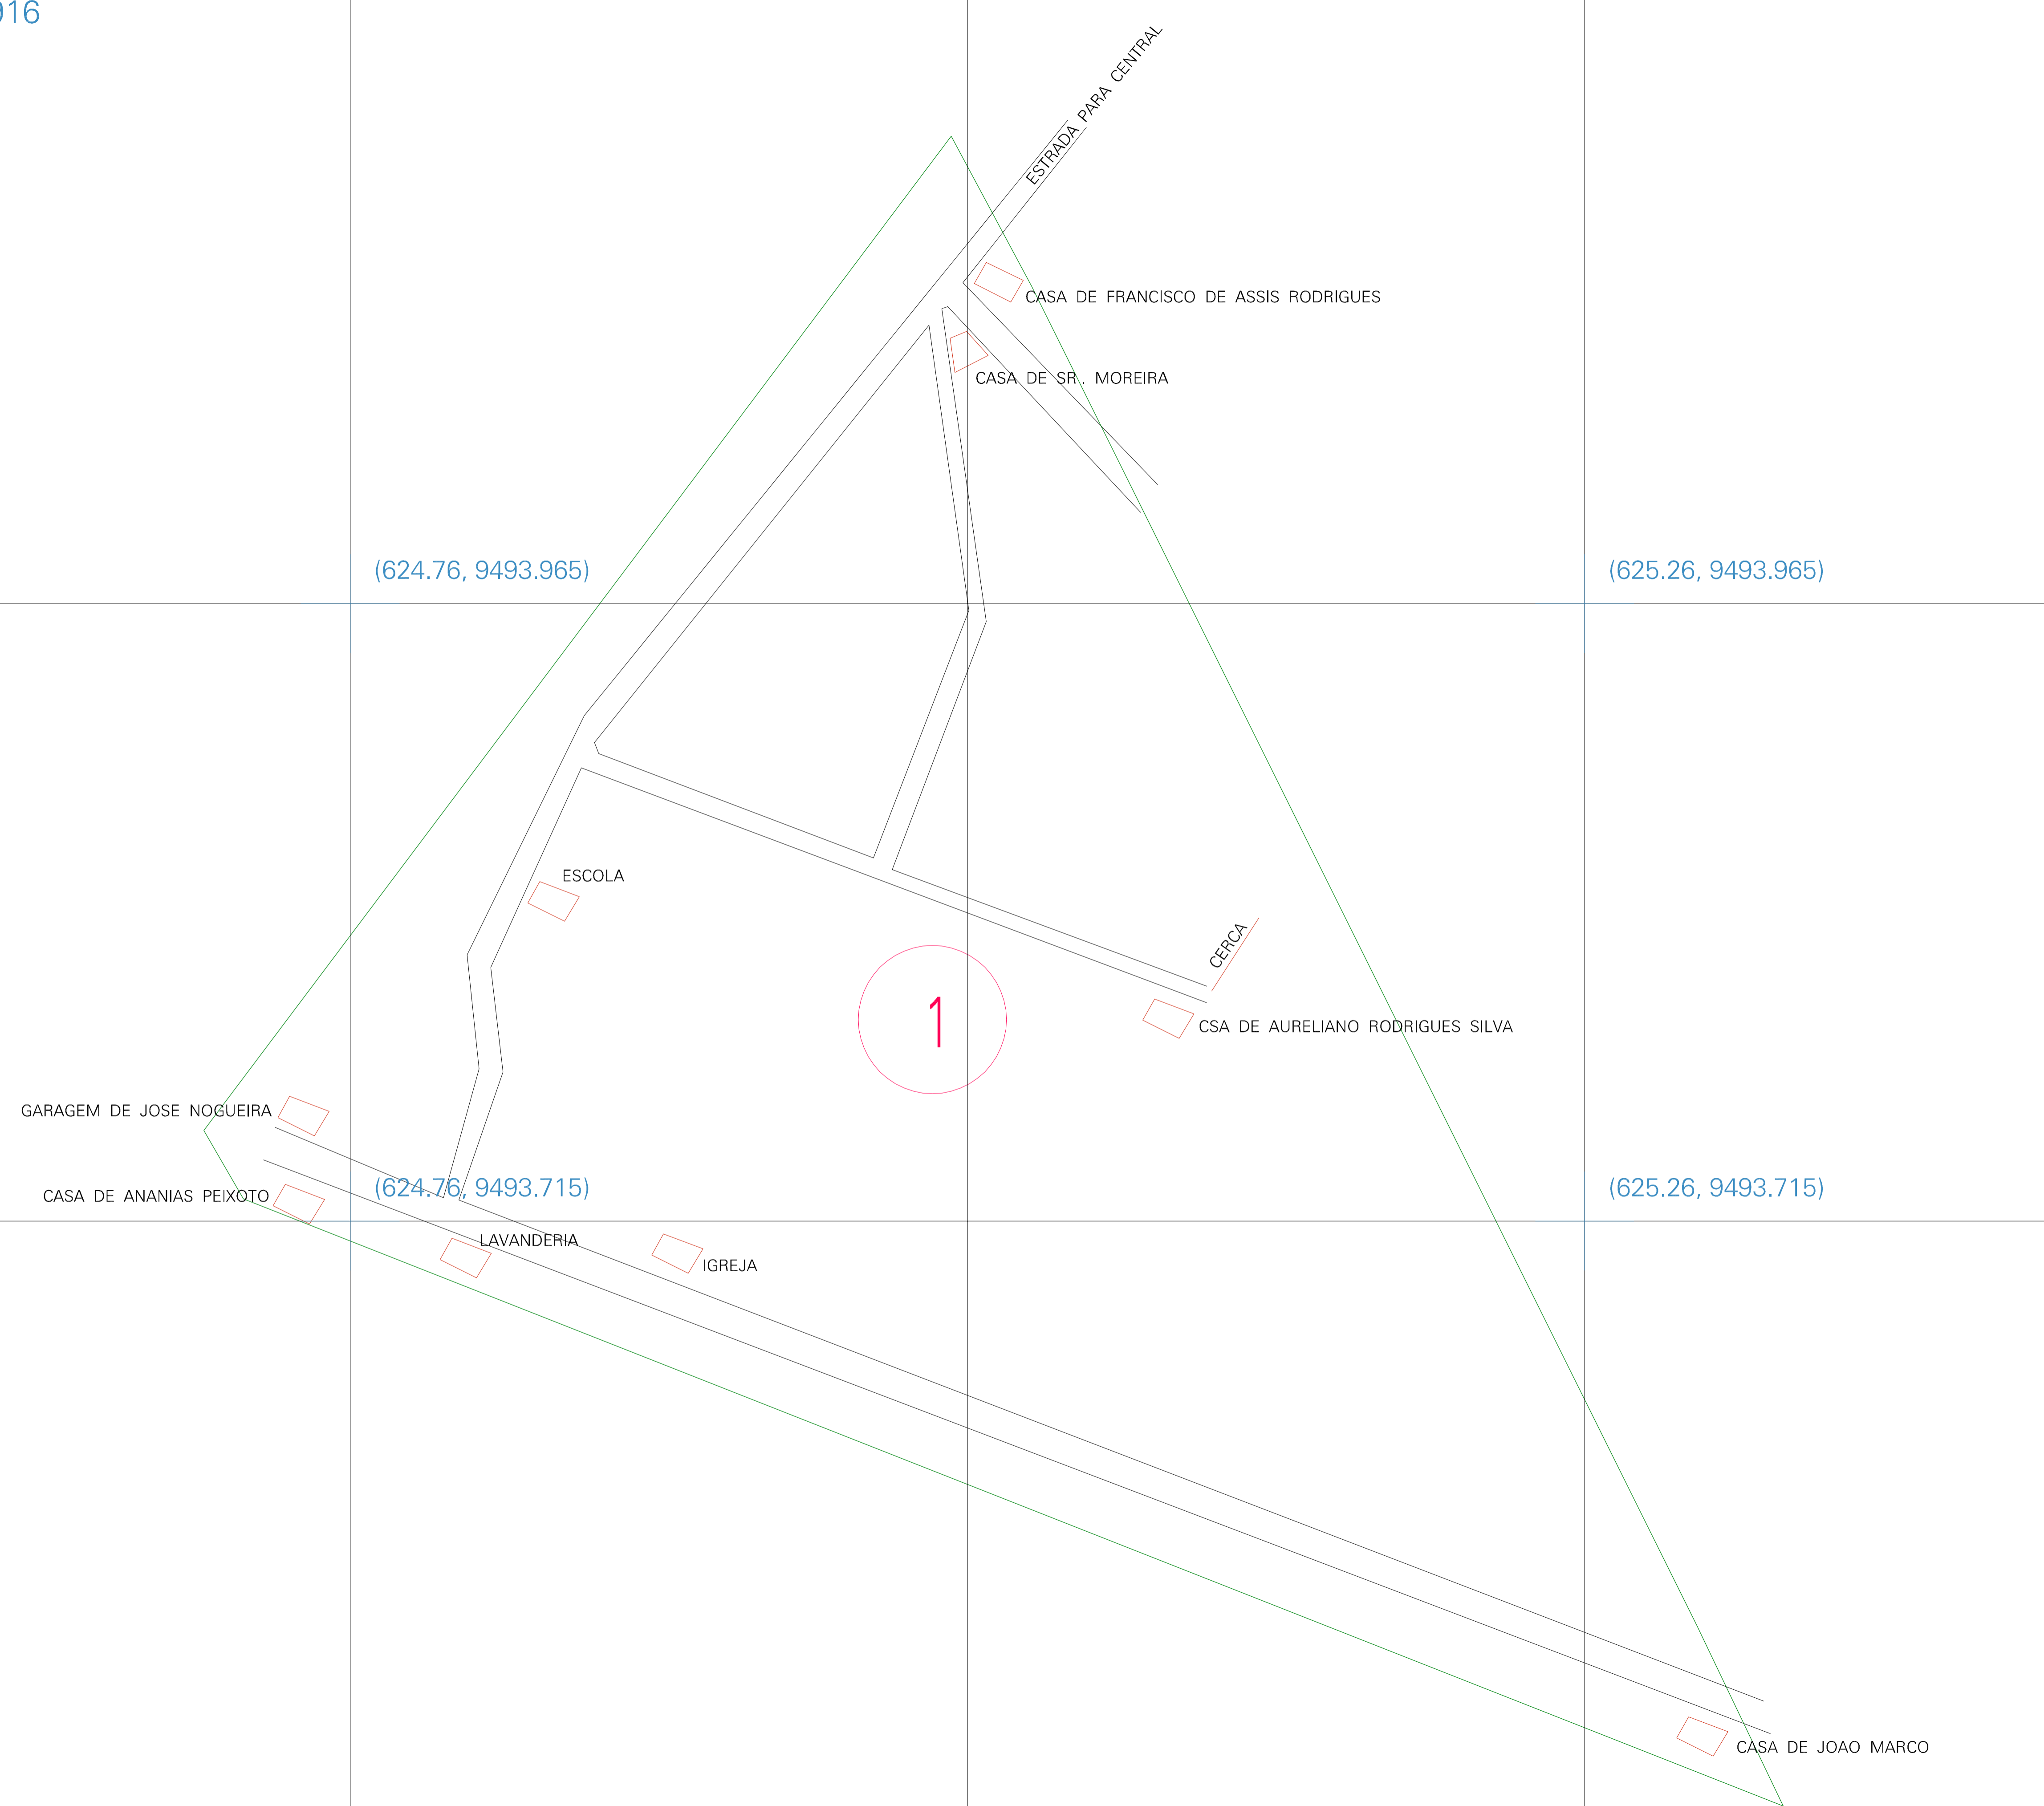 916
ESTRADA PARA CENTRAL
CASA DE FRANCISCO DE ASSIS RODRIGUES
CASA DE SR. MOREIRA
(624.76, 9493.965)
(625.26, 9493.965)
ESCOLA
CERCA
1
CSA DE AURELIANO RODRIGUES SILVA
GARAGEM DE JOSE NOGUEIRA
CASA DE ANANIAS PEIXOTO
(624.76, 9493.715)
(625.26, 9493.715)
LAVANDERIA
IGREJA
CASA DE JOAO MARCO